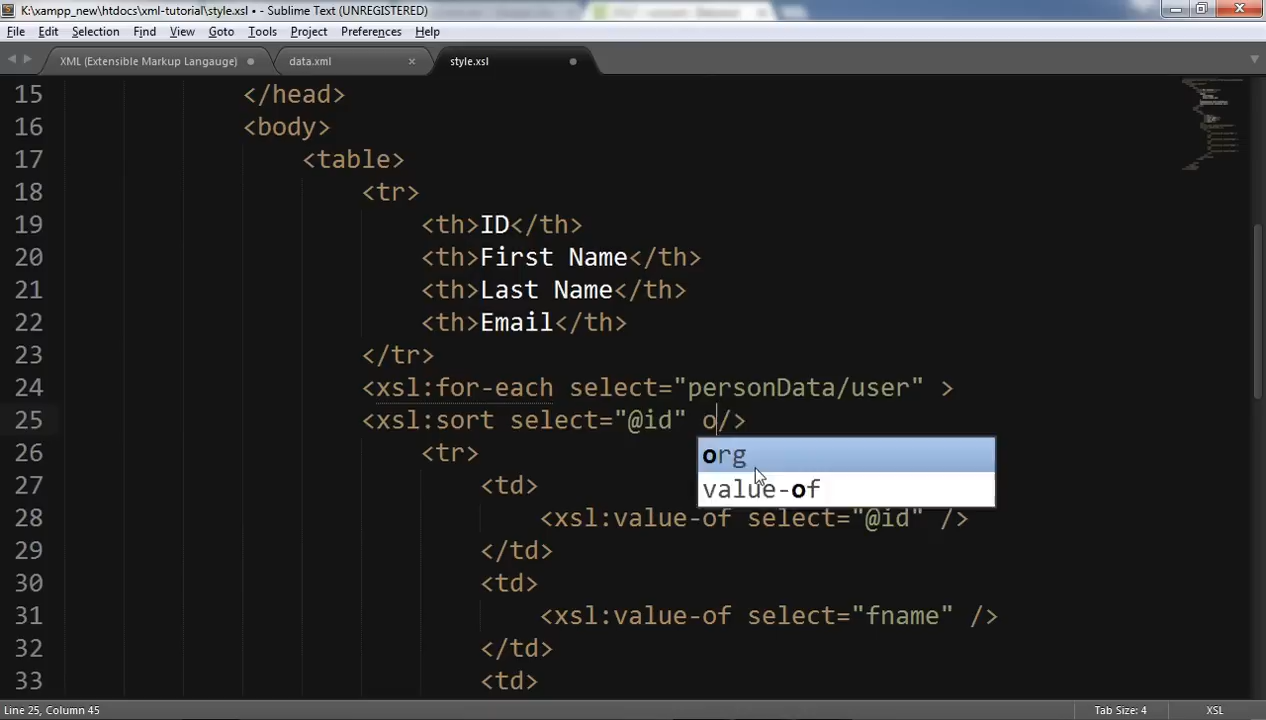 K:\xampp_new\htdocs\xml-tutorial\style.xsl • - Sublime Text (UNREGISTERED)
File Edit Selection Find View Goto Tools Project Preferences Help
XML (Extensible Markup Langauge) data.xml × style.xsl
15 </head>
16 <body>
17 <table>
18 <tr>
19 <th>ID</th>
20 <th>First Name</th>
21 <th>Last Name</th>
22 <th>Email</th>
23 </tr>
24 <xsl:for-each select="personData/user" >
25 <xsl:sort select="@id" o/>
org
26 <tr>
value-of
27 <td>
28 <xsl:value-of select="@id" />
29 </td>
30 <td>
31 <xsl:value-of select="fname" />
32 </td>
33 <td>
Line 25, Column 45 Tab Size: 4 XSL